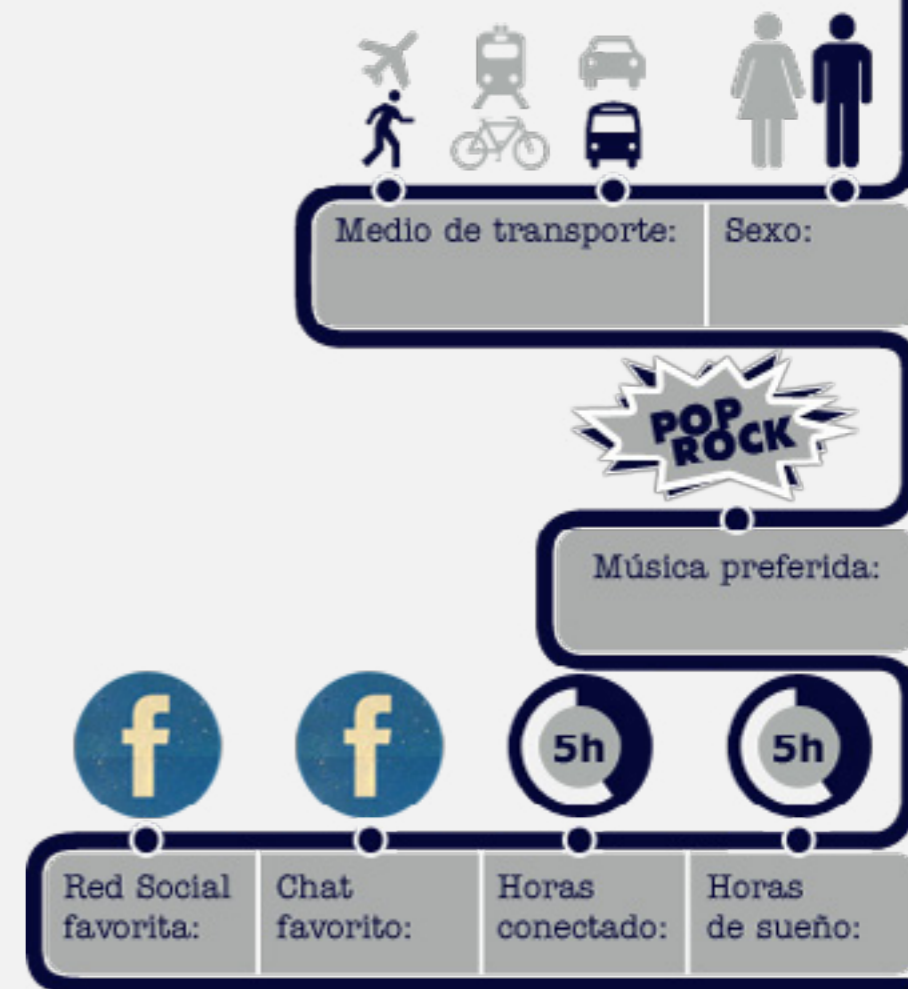 Medio de transporte:
Sexo:
POP
ROCK
Música preferida:
f
f
5h
5h
Red Social
favorita:
Chat
favorito:
Horas
conectado:
Horas
de sueño: